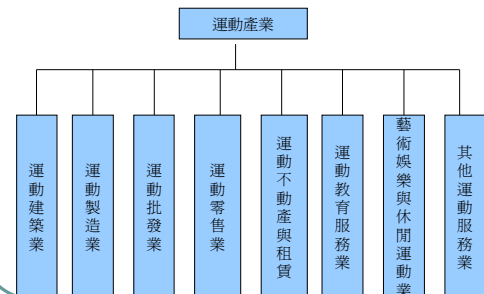 運動產業
運動建築業
運動製造業
運動批發業
運動零售業
運動不動產與租賃
運動教育服務業
藝術娛樂與休閒運動業
其他運動服務業